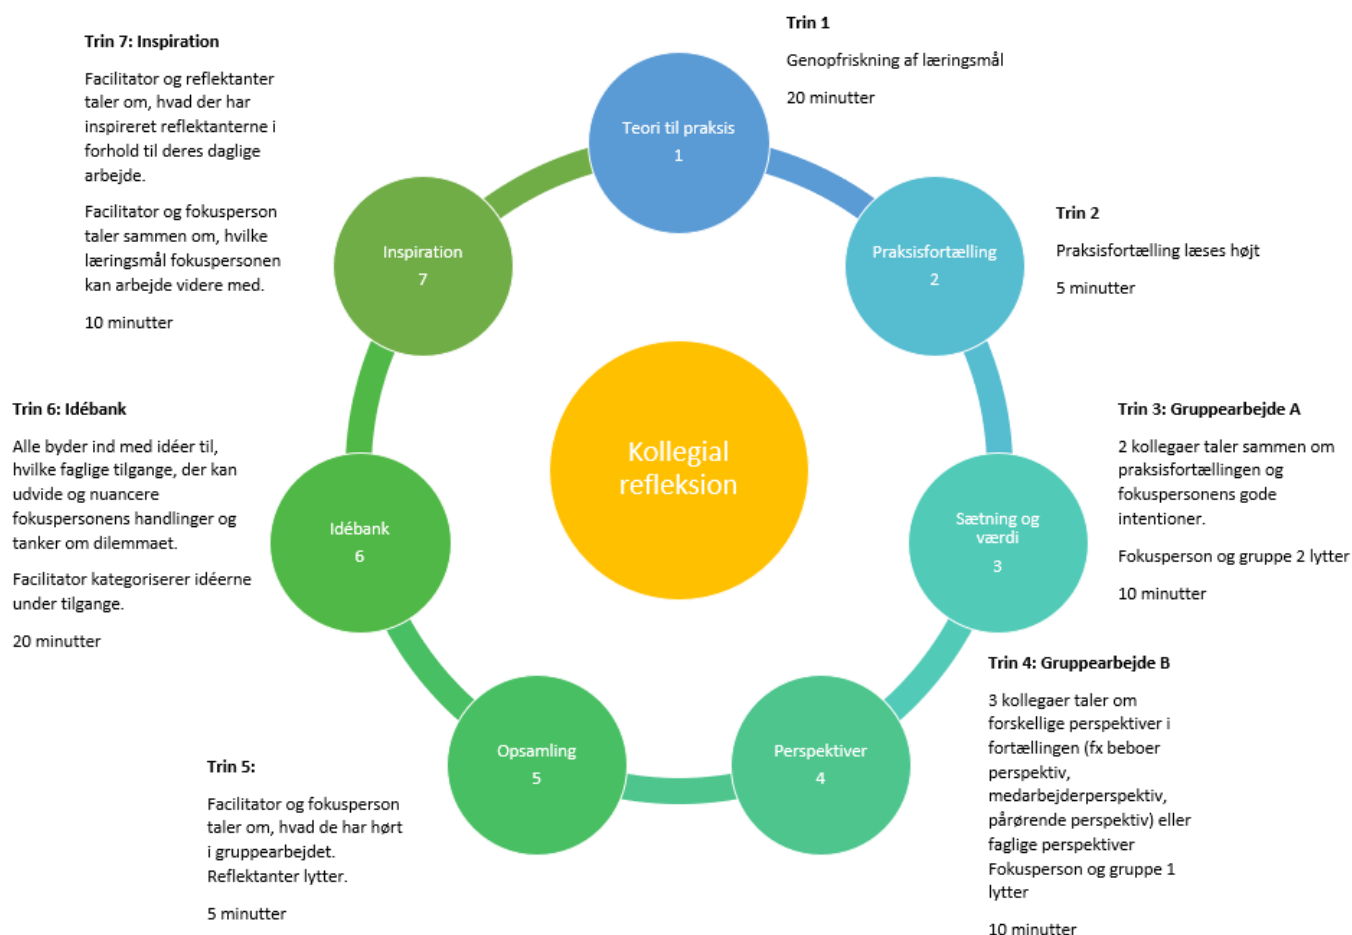 Trin 1
Genopfriskning af læringsmål
20 minutter
Teori til praksis
1
Trin 2
Praksisfortælling læses højt
5 minutter
Praksisfortælling
2
Trin 3: Gruppearbejde A
2 kollegaer taler sammen om
praksisfortællingen og
fokuspersonens gode
intentioner.
Fokusperson og gruppe 2 lytter
10 minutter
Sætning og
værdi
3
Trin 4: Gruppearbejde B
3 kollegaer taler om
forskellige perspektiver i
fortællingen (fx beboer
perspektiv,
medarbejderperspektiv,
pårørende perspektiv) eller
faglige perspektiver
Fokusperson og gruppe 1
lytter
10 minutter
Perspektiver
4
Trin 5:
Facilitator og fokusperson
taler om, hvad de har hørt
i gruppearbejdet.
Reflektanter lytter.
5 minutter
Opsamling
5
Trin 6: Idébank
Alle byder ind med idéer til,
hvilke faglige tilgange, der kan
udvide og nuancere
fokuspersonens handlinger og
tanker om dilemmaet.
Facilitator kategoriserer idéerne
under tilgange.
20 minutter
Idébank
6
Trin 7: Inspiration
Facilitator og reflektanter
taler om, hvad der har
inspireret reflektanterne i
forhold til deres daglige
arbejde.
Facilitator og fokusperson
taler sammen om, hvilke
læringsmål fokuspersonen
kan arbejde videre med.
10 minutter
Inspiration
7
Kollegial
refleksion